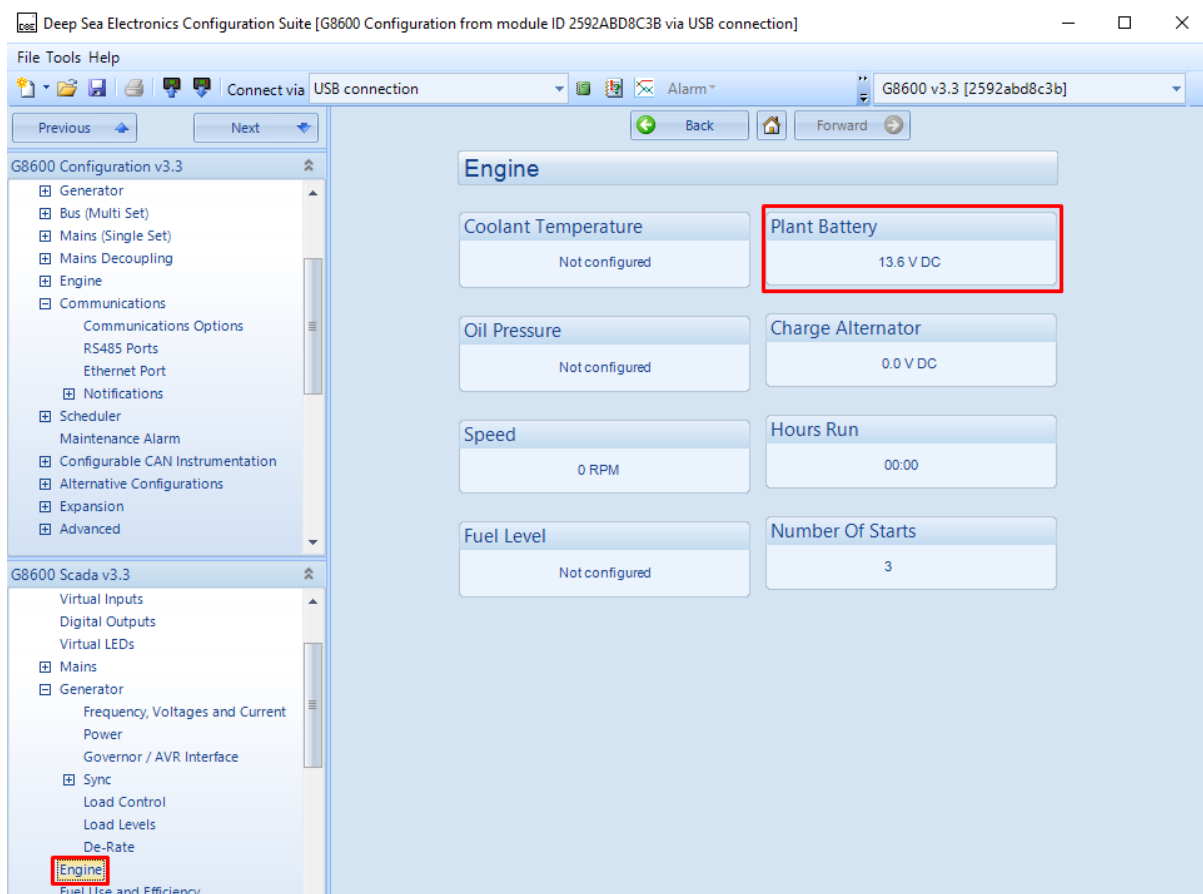 DSE Deep Sea Electronics Configuration Suite [G8600 Configuration from module ID 2592ABD8C3B via USB connection]
File Tools Help
Connect via USB connection Alarm G8600 v3.3 [2592abd8c3b]
Previous Next
G8600 Configuration v3.3
Generator
Bus (Multi Set)
Mains (Single Set)
Mains Decoupling
Engine
Communications
Communications Options
RS485 Ports
Ethernet Port
Notifications
Scheduler
Maintenance Alarm
Configurable CAN Instrumentation
Alternative Configurations
Expansion
Advanced
G8600 Scada v3.3
Virtual Inputs
Digital Outputs
Virtual LEDs
Mains
Generator
Frequency, Voltages and Current
Power
Governor / AVR Interface
Sync
Load Control
Load Levels
De-Rate
Engine
Fuel Use and Efficiency
Back Forward
Engine
Coolant Temperature
Not configured
Plant Battery
13.6 V DC
Oil Pressure
Not configured
Charge Alternator
0.0 V DC
Speed
0 RPM
Hours Run
00:00
Fuel Level
Not configured
Number Of Starts
3